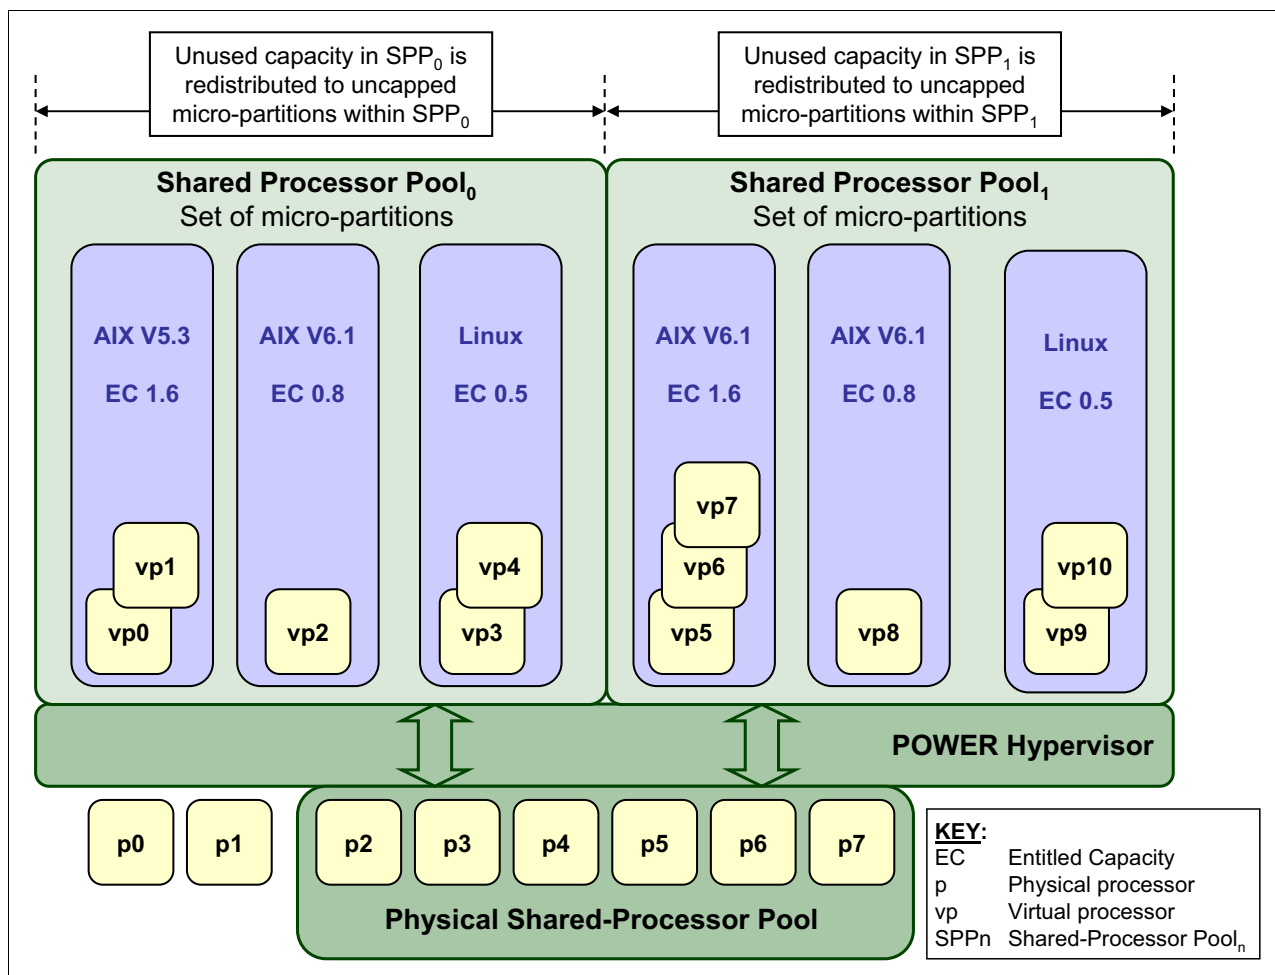 Unused capacity in SPP0 is
redistributed to uncapped
micro-partitions within SPP0
Unused capacity in SPP1 is
redistributed to uncapped
micro-partitions within SPP1
Shared Processor Pool0
Set of micro-partitions
AIX V5.3
EC 1.6
vp1
vp0
AIX V6.1
EC 0.8
vp2
Linux
EC 0.5
vp4
vp3
Shared Processor Pool1
Set of micro-partitions
AIX V6.1
EC 1.6
vp7
vp6
vp5
AIX V6.1
EC 0.8
vp8
Linux
EC 0.5
vp10
vp9
POWER Hypervisor
p0
p1
p2
p3
p4
p5
p6
p7
Physical Shared-Processor Pool
KEY:
EC Entitled Capacity
p Physical processor
vp Virtual processor
SPPn Shared-Processor Pooln